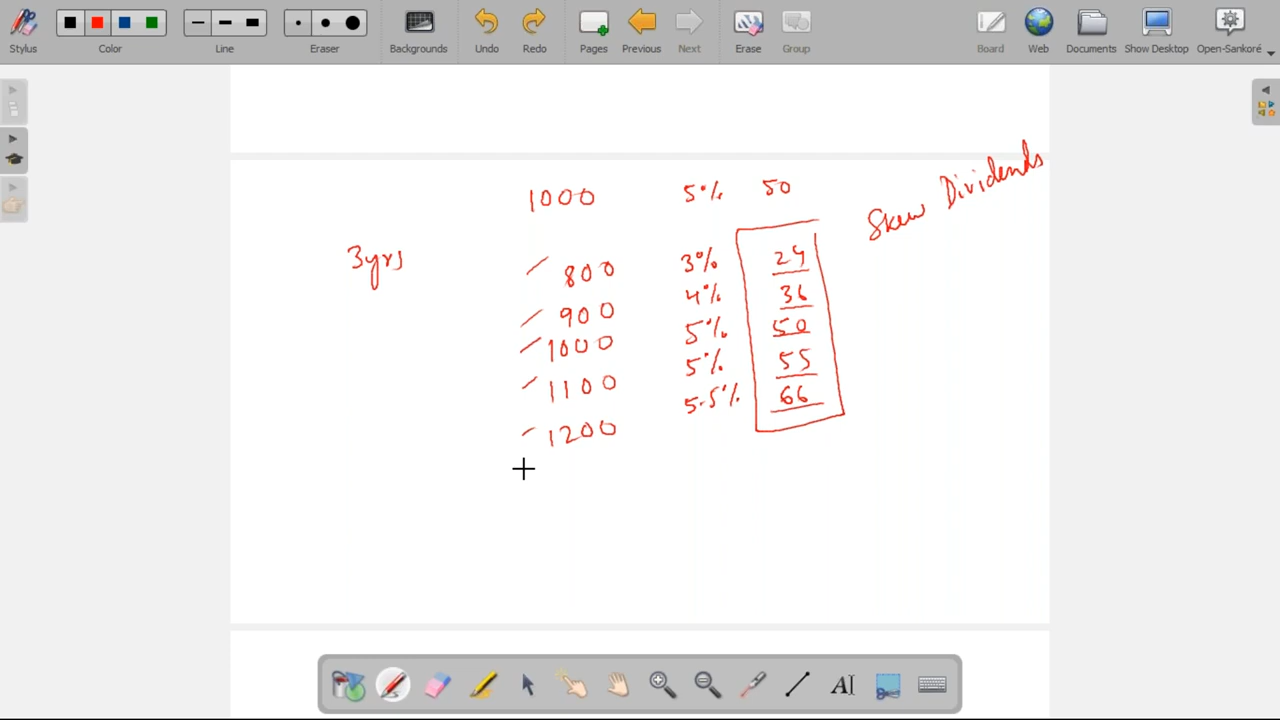 Stylus Color Line Eraser Backgrounds Undo Redo Pages Previous Next Erase Group Board Web Documents Show Desktop Open-Sankoré
1000 5% 50 Skew Dividends
3yrs
800 3% 24
900 4% 36
1000 5% 50
1100 5% 55
1200 5.5% 66